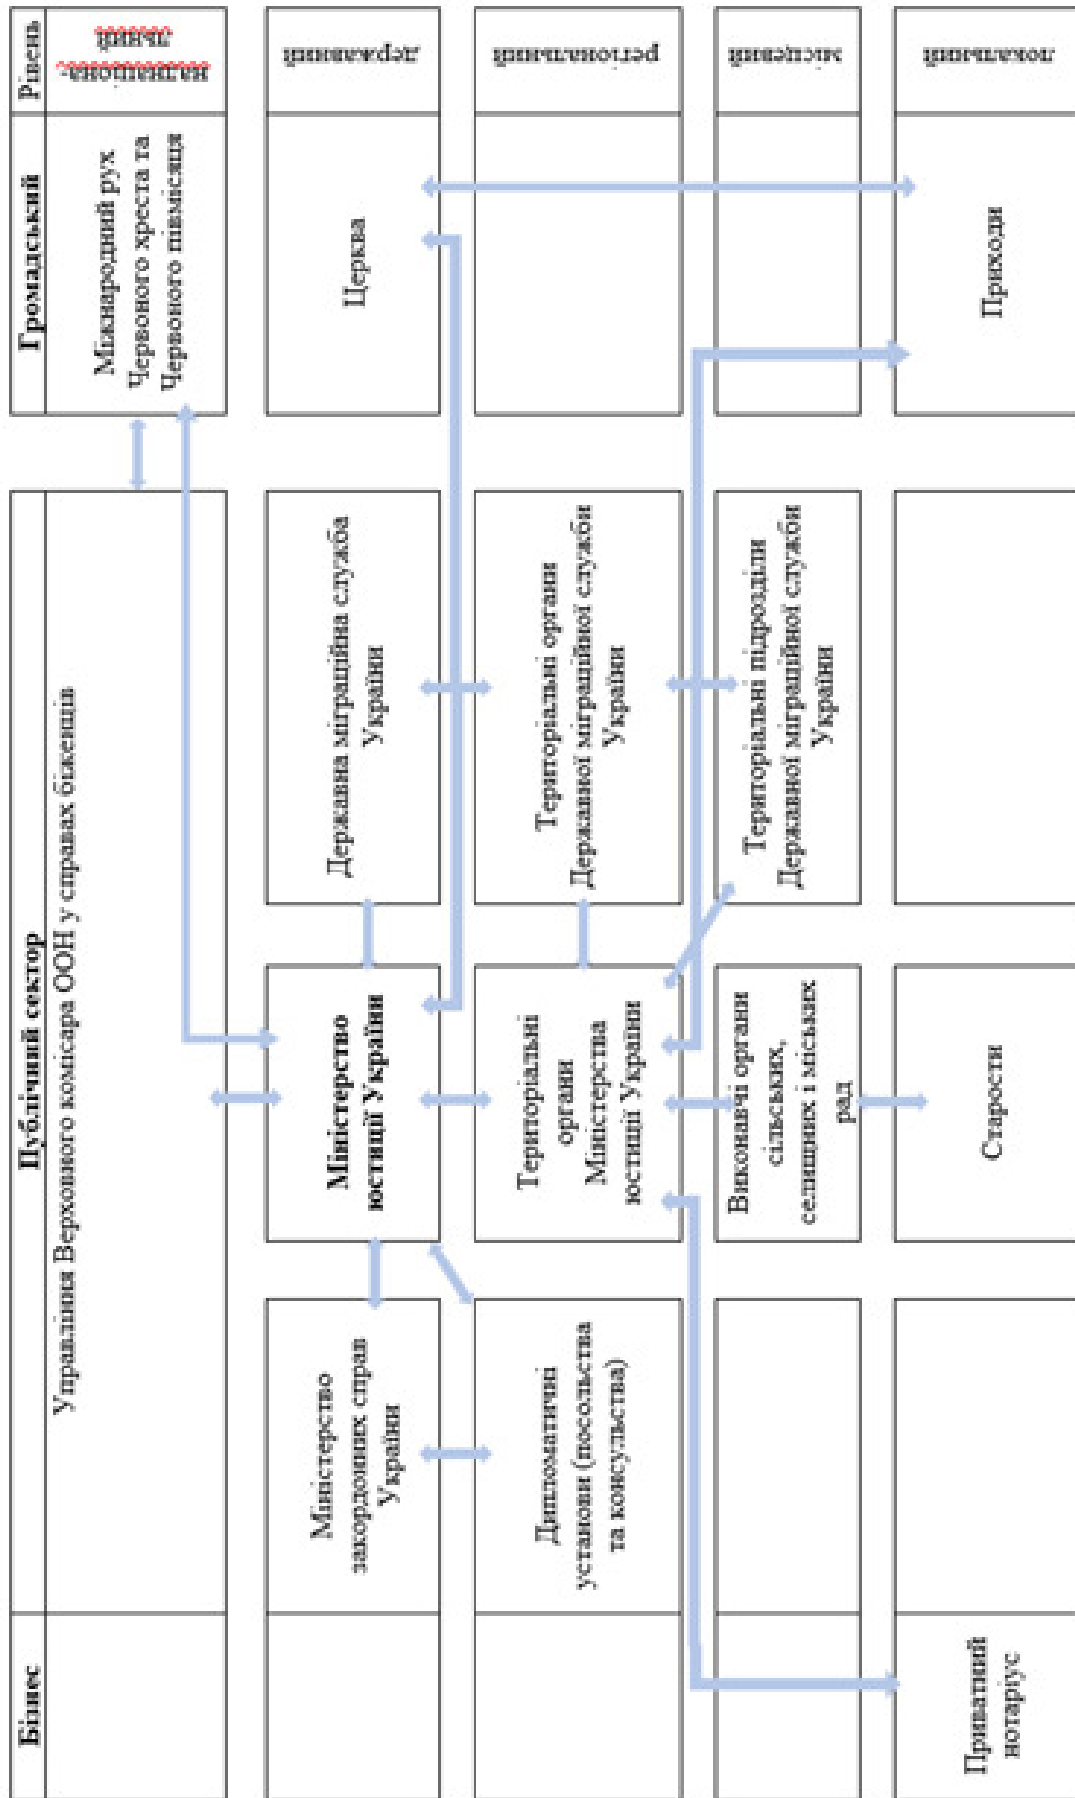 Бізнес
Публічний сектор
Громадський
Рівень
Управління Верховного комісара ООН у справах біженців
Міжнародний рух
Червоного хреста та
Червоного півмісяця
наднаціона-
льний
Міністерство
закордонних справ
України
Міністерство
юстиції України
Державна міграційна служба
України
Церква
державний
Дипломатичні
установи (посольства
та консульства)
Територіальні
органи
Міністерства
юстиції України
Територіальні органи
Державної міграційної служби
України
регіональний
Виконавчі органи
сільських,
селищних і міських
рад
Територіальні підрозділи
Державної міграційної служби
України
місцевий
Приватний
нотаріус
Старости
Приходи
локальний